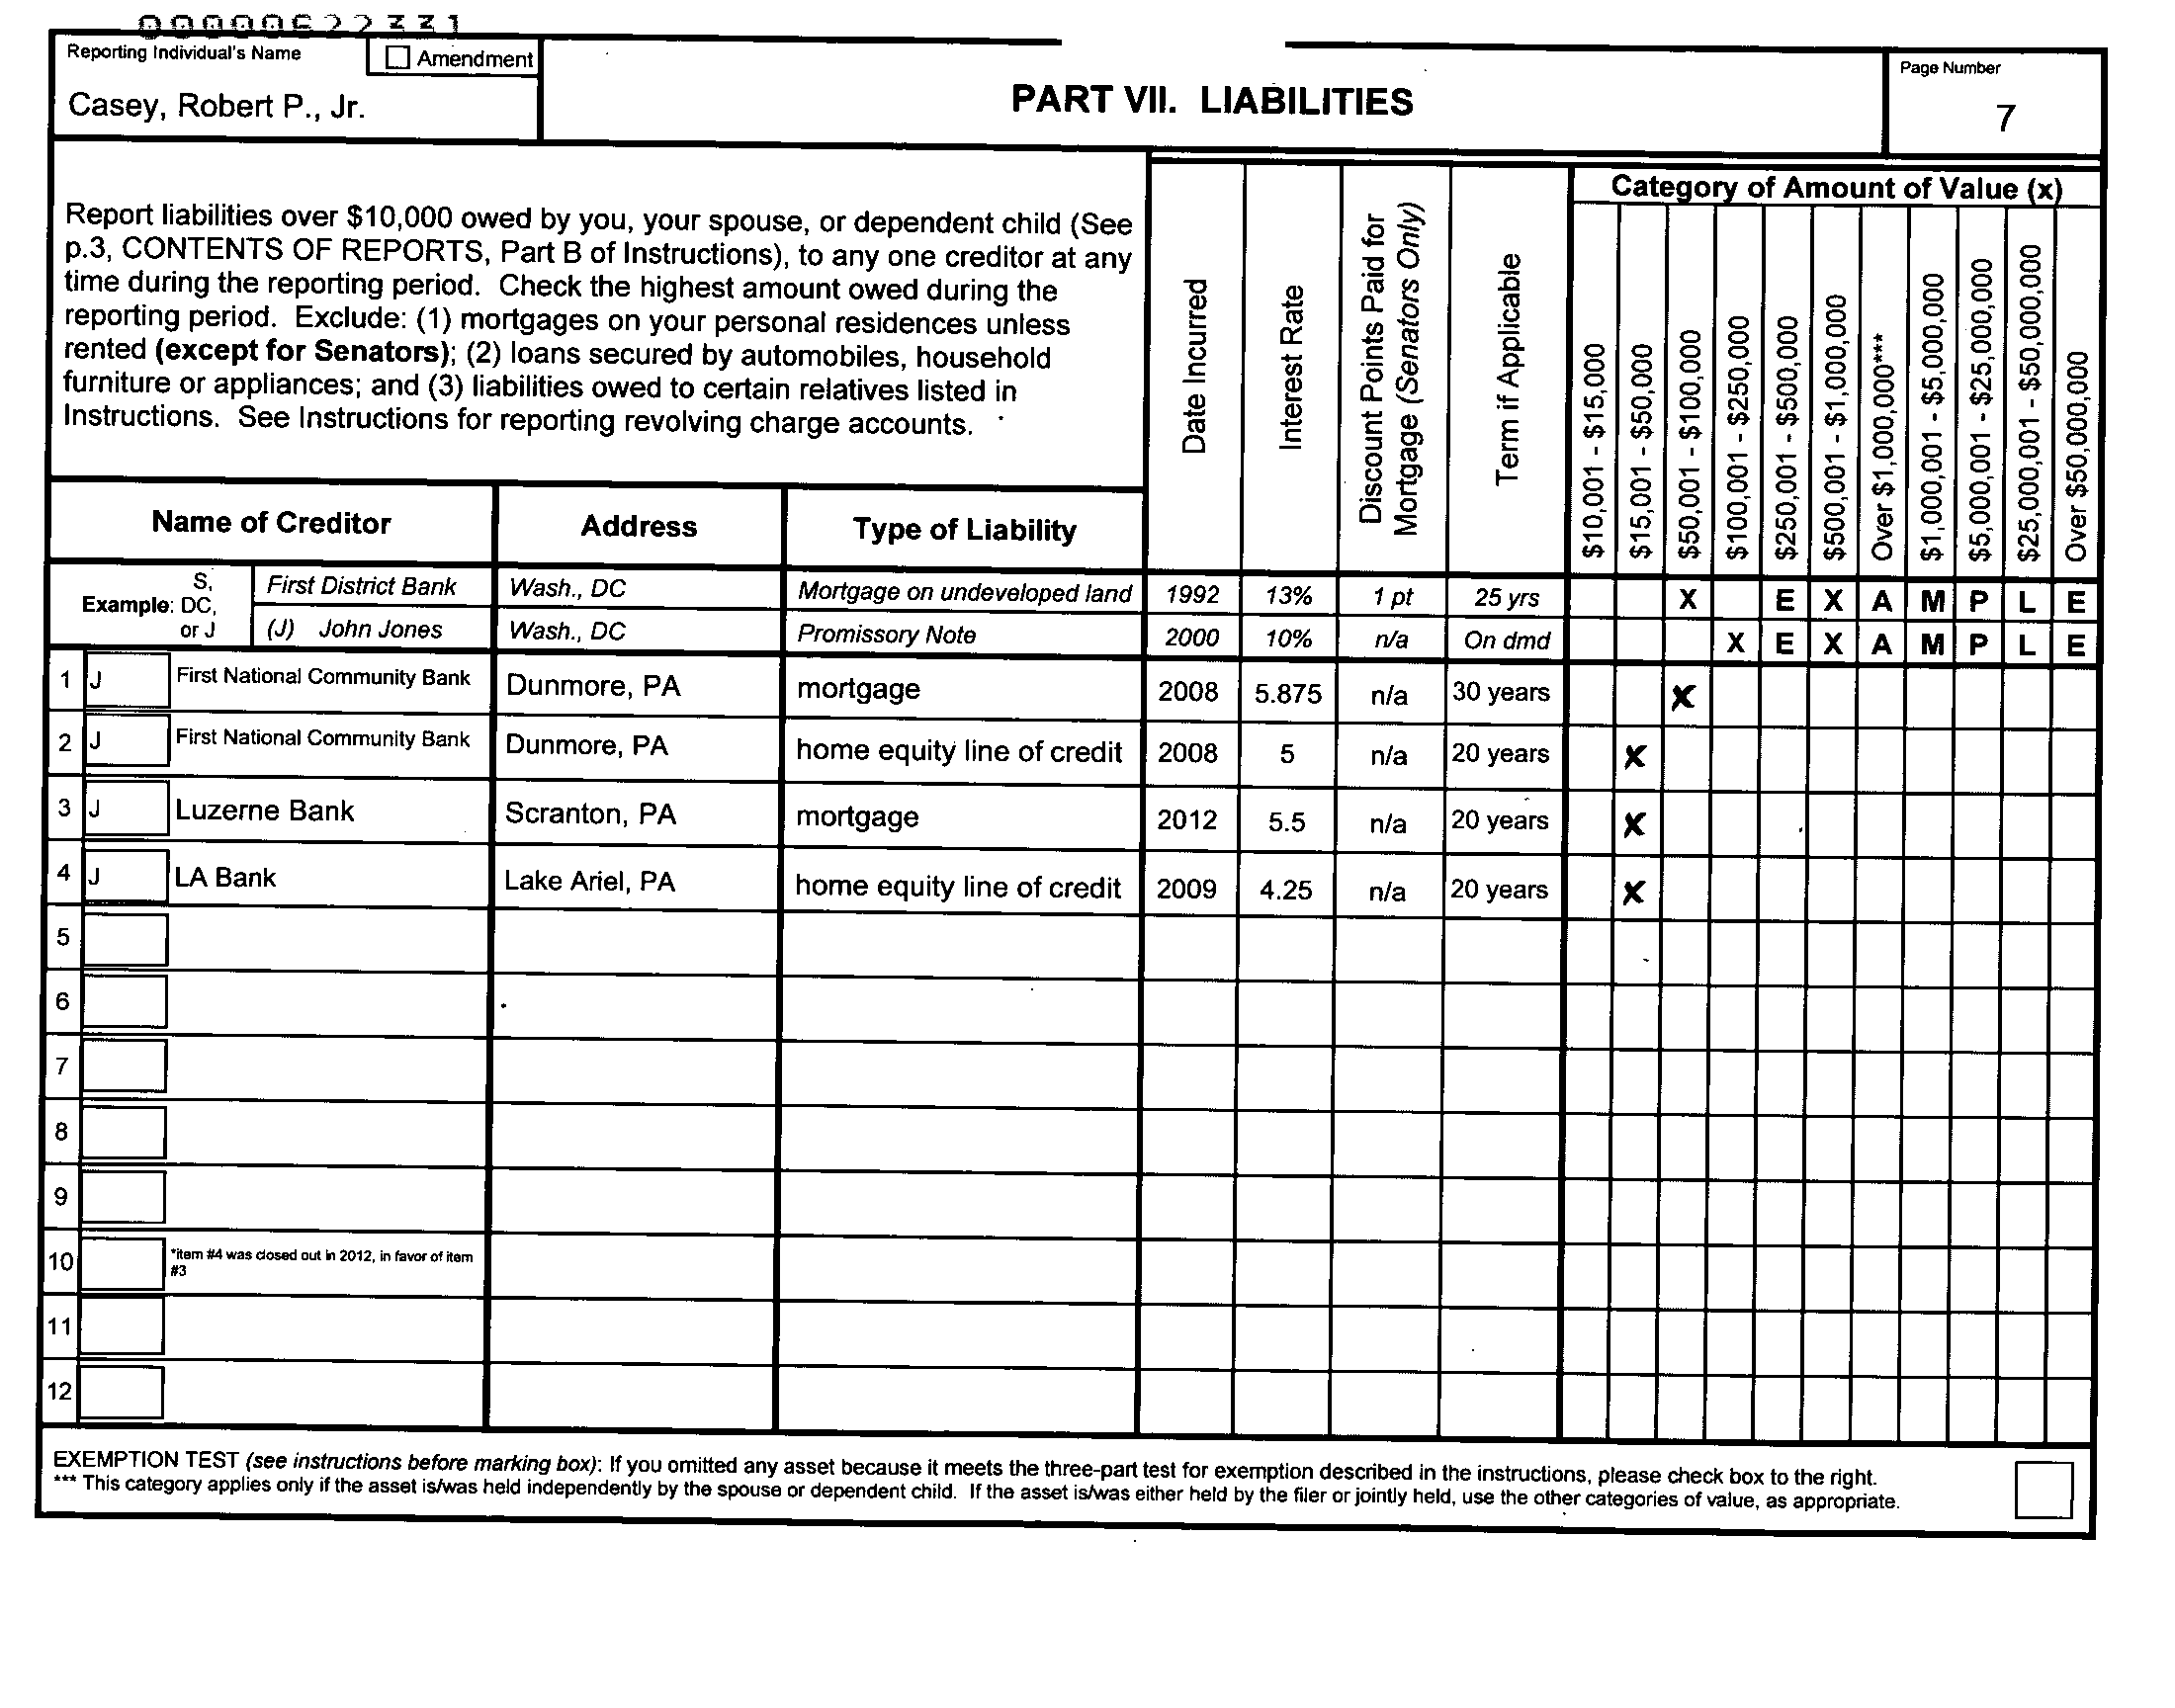 00000622331
Reporting Individual's Name
Amendment
Casey, Robert P., Jr.
PART VII. LIABILITIES
Page Number
7
Report liabilities over $10,000 owed by you, your spouse, or dependent child (See
p.3, CONTENTS OF REPORTS, Part B of Instructions), to any one creditor at any
time during the reporting period. Check the highest amount owed during the
reporting period. Exclude: (1) mortgages on your personal residences unless
rented (except for Senators); (2) loans secured by automobiles, household
furniture or appliances; and (3) liabilities owed to certain relatives listed in
Instructions. See Instructions for reporting revolving charge accounts.
Date Incurred
Interest Rate
Discount Points Paid for
Mortgage (Senators Only)
Term if Applicable
Category of Amount of Value (x)
$10,001 - $15,000
$15,001 - $50,000
$50,001 - $100,000
$100,001 - $250,000
$250,001 - $500,000
$500,001 - $1,000,000
Over $1,000,000***
$1,000,001 - $5,000,000
$5,000,001 - $25,000,000
$25,000,001 - $50,000,000
Over $50,000,000
Name of Creditor Address Type of Liability
Example: S, DC, or J
First District Bank Wash., DC Mortgage on undeveloped land 1992 13% 1 pt 25 yrs X E X A M P L E
(J) John Jones Wash., DC Promissory Note 2000 10% n/a On dmd X E X A M P L E
1 J First National Community Bank Dunmore, PA mortgage 2008 5.875 n/a 30 years X
2 J First National Community Bank Dunmore, PA home equity line of credit 2008 5 n/a 20 years X
3 J Luzerne Bank Scranton, PA mortgage 2012 5.5 n/a 20 years X
4 J LA Bank Lake Ariel, PA home equity line of credit 2009 4.25 n/a 20 years X
5
6
7
8
9
10 *item #4 was closed out in 2012, in favor of item
#3
11
12
EXEMPTION TEST (see instructions before marking box): If you omitted any asset because it meets the three-part test for exemption described in the instructions, please check box to the right.
*** This category applies only if the asset is/was held independently by the spouse or dependent child. If the asset is/was either held by the filer or jointly held, use the other categories of value, as appropriate.